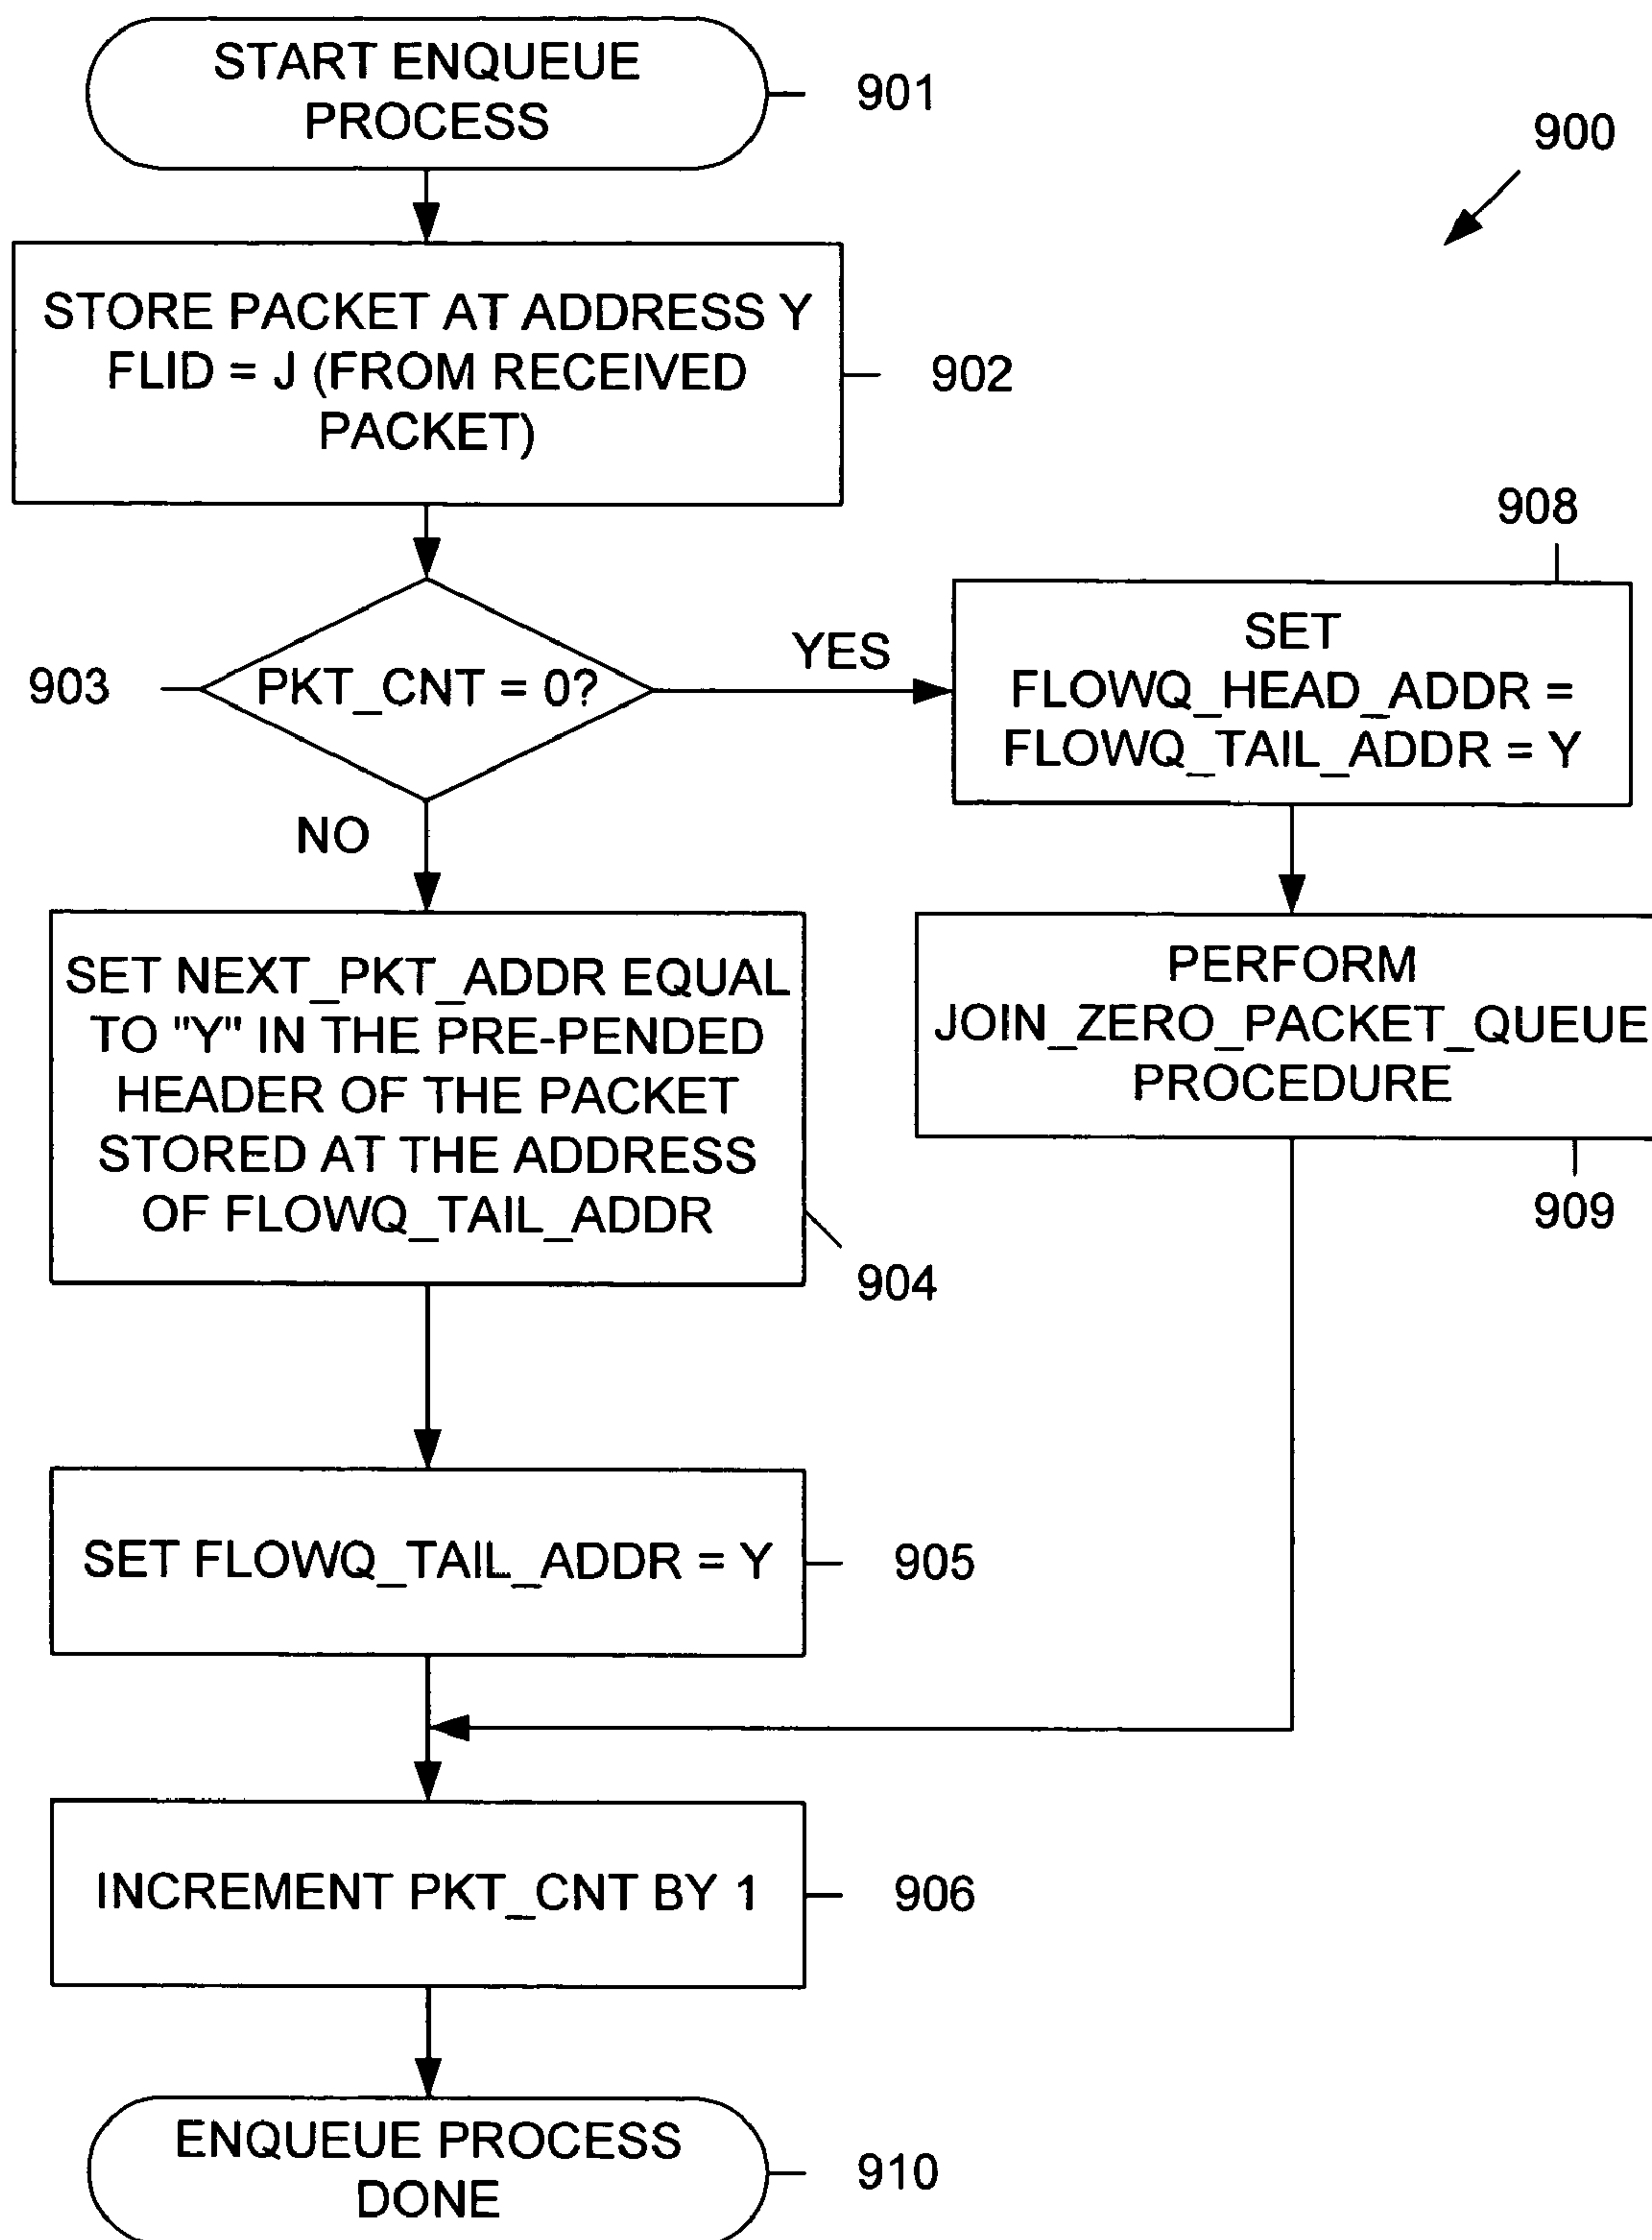 START ENQUEUE
PROCESS
901
900
STORE PACKET AT ADDRESS Y
FLID = J (FROM RECEIVED
PACKET)
902
903
PKT_CNT = 0?
YES
NO
908
SET
FLOWQ_HEAD_ADDR =
FLOWQ_TAIL_ADDR = Y
SET NEXT_PKT_ADDR EQUAL
TO "Y" IN THE PRE-PENDED
HEADER OF THE PACKET
STORED AT THE ADDRESS
OF FLOWQ_TAIL_ADDR
904
PERFORM
JOIN_ZERO_PACKET_QUEUE
PROCEDURE
909
SET FLOWQ_TAIL_ADDR = Y
905
INCREMENT PKT_CNT BY 1
906
ENQUEUE PROCESS
DONE
910